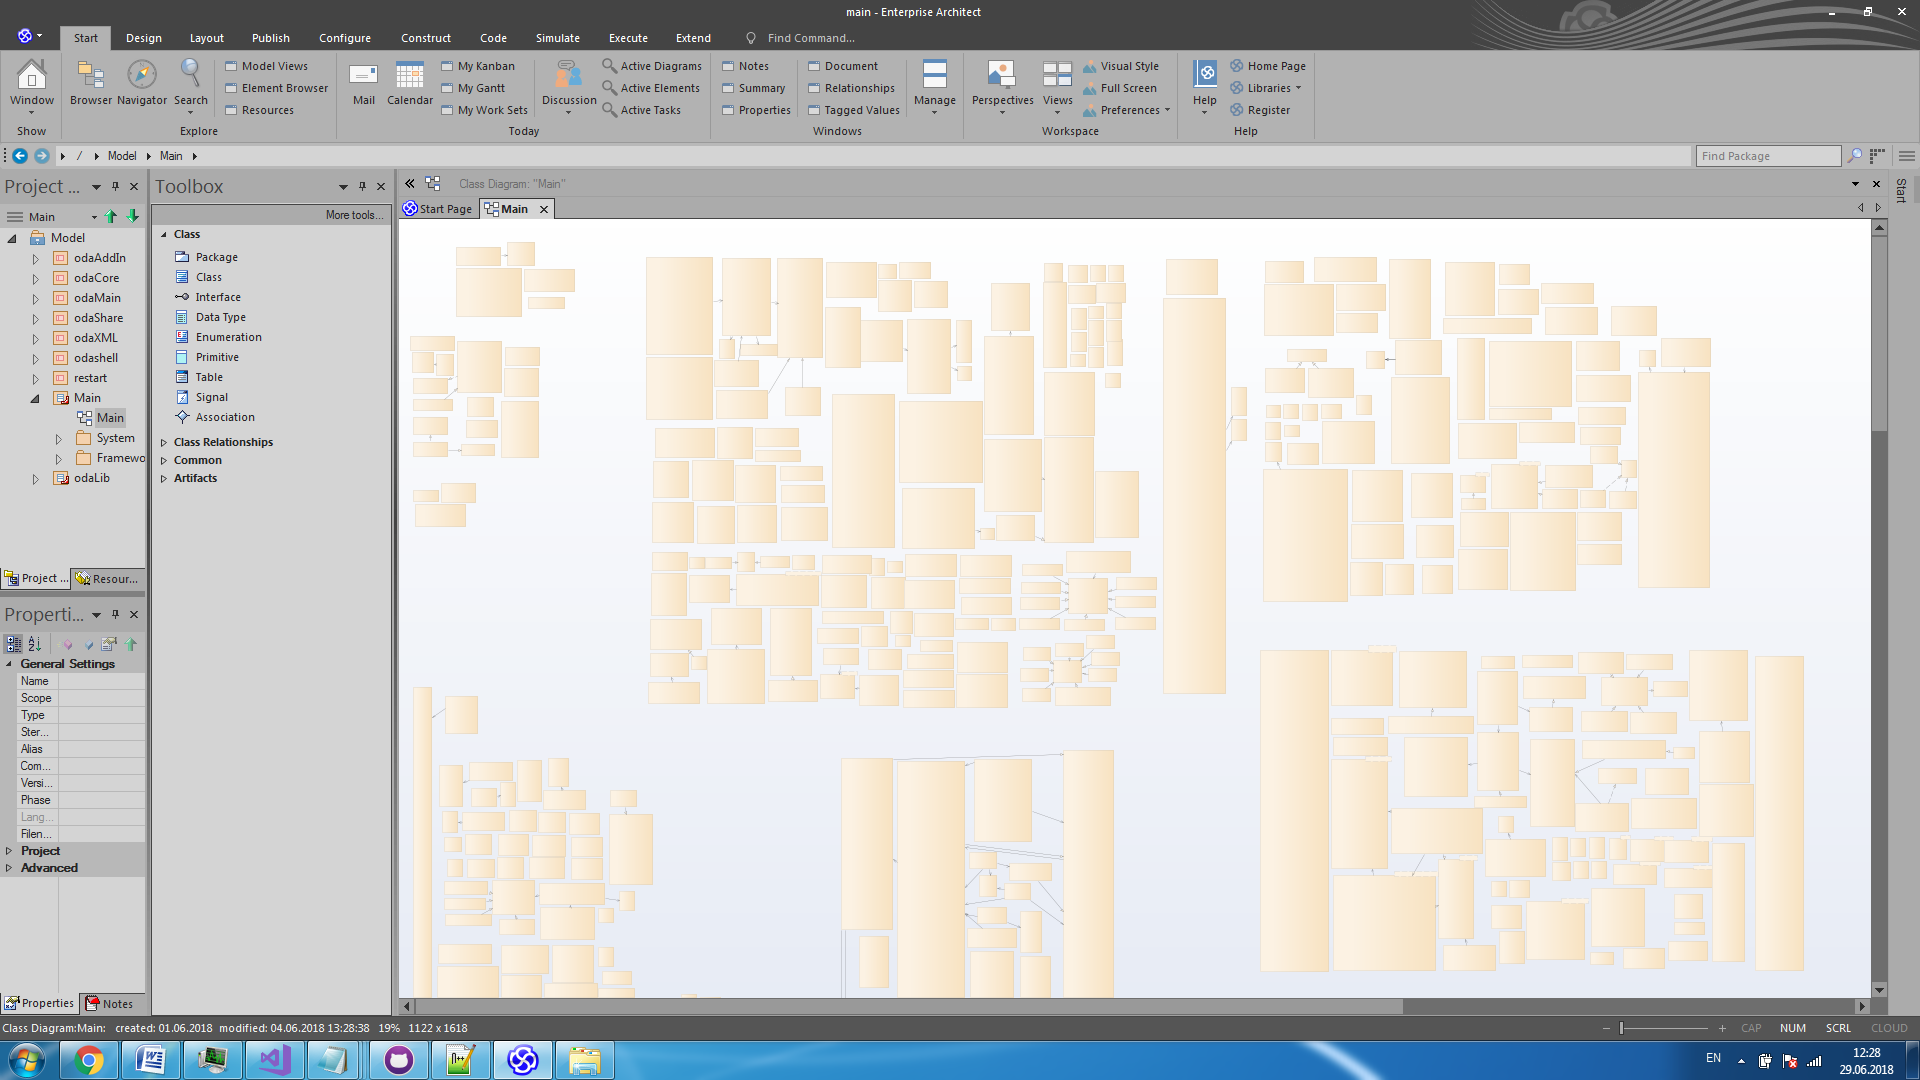 main - Enterprise Architect
Start Design Layout Publish Configure Construct Code Simulate Execute Extend Find Command...
Window Browser Navigator Search
Model Views
Element Browser
Resources
Mail Calendar
My Kanban
My Gantt
My Work Sets
Discussion
Active Diagrams
Active Elements
Active Tasks
Notes
Summary
Properties
Document
Relationships
Tagged Values
Manage
Perspectives Views
Visual Style
Full Screen
Preferences
Help
Home Page
Libraries
Register
Show Explore Today Windows Workspace Help
/ Model Main
Find Package
Project ...
Main
Model
odaAddIn
odaCore
odaMain
odaShare
odaXML
odashell
restart
Main
Main
System
Framewo
odaLib
Project ... Resour...
Toolbox
More tools...
Class
Package
Class
Interface
Data Type
Enumeration
Primitive
Table
Signal
Association
Class Relationships
Common
Artifacts
Class Diagram: "Main"
Start Page Main
Start
Properti...
General Settings
Name
Scope
Type
Ster...
Alias
Com...
Versi...
Phase
Lang...
Filen...
Project
Advanced
Properties Notes
Class Diagram:Main: created: 01.06.2018 modified: 04.06.2018 13:28:38 19% 1122 x 1618
CAP NUM SCRL CLOUD
EN
12:28
29.06.2018